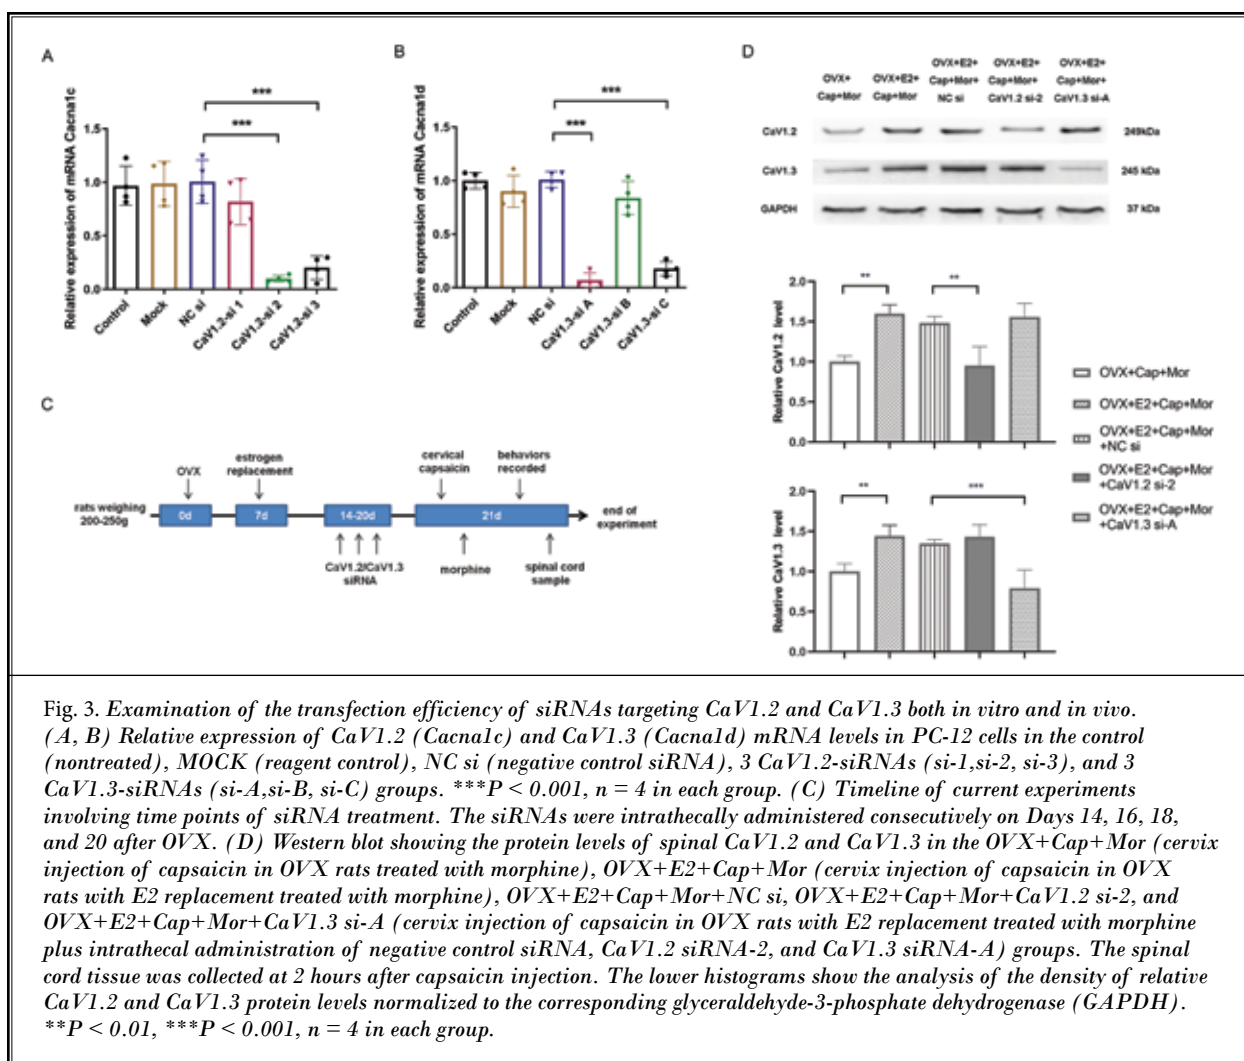 A
Relative expression of mRNA Cacna1c
1.5
1.0
0.5
0.0
***
***
Control
Mock
NC si
CaV1.2-si 1
CaV1.2-si 2
CaV1.2-si 3
B
Relative expression of mRNA Cacna1d
1.5
1.0
0.5
0.0
***
***
Control
Mock
NC si
CaV1.3-si A
CaV1.3-si B
CaV1.3-si C
C
rats weighing
200-250g
OVX
estrogen
replacement
cervical
capsaicin
behaviors
recorded
0d
7d
14-20d
21d
end of
experiment
CaV1.2/CaV1.3
siRNA
morphine
spinal cord
sample
D
OVX+
Cap+Mor
OVX+E2+
Cap+Mor
OVX+E2+
Cap+Mor+
NC si
OVX+E2+
Cap+Mor+
CaV1.2 si-2
OVX+E2+
Cap+Mor+
CaV1.3 si-A
CaV1.2
249kDa
CaV1.3
245 kDa
GAPDH
37 kDa
Relative CaV1.2 level
2.0
1.5
1.0
0.5
0.0
**
**
Relative CaV1.3 level
2.0
1.5
1.0
0.5
0.0
**
***
OVX+Cap+Mor
OVX+E2+Cap+Mor
OVX+E2+Cap+Mor
+NC si
OVX+E2+Cap+Mor
+CaV1.2 si-2
OVX+E2+Cap+Mor
+CaV1.3 si-A
Fig. 3. Examination of the transfection efficiency of siRNAs targeting CaV1.2 and CaV1.3 both in vitro and in vivo.
(A, B) Relative expression of CaV1.2 (Cacna1c) and CaV1.3 (Cacna1d) mRNA levels in PC-12 cells in the control
(nontreated), MOCK (reagent control), NC si (negative control siRNA), 3 CaV1.2-siRNAs (si-1,si-2, si-3), and 3
CaV1.3-siRNAs (si-A,si-B, si-C) groups. ***P < 0.001, n = 4 in each group. (C) Timeline of current experiments
involving time points of siRNA treatment. The siRNAs were intrathecally administered consecutively on Days 14, 16, 18,
and 20 after OVX. (D) Western blot showing the protein levels of spinal CaV1.2 and CaV1.3 in the OVX+Cap+Mor (cervix
injection of capsaicin in OVX rats treated with morphine), OVX+E2+Cap+Mor (cervix injection of capsaicin in OVX
rats with E2 replacement treated with morphine), OVX+E2+Cap+Mor+NC si, OVX+E2+Cap+Mor+CaV1.2 si-2, and
OVX+E2+Cap+Mor+CaV1.3 si-A (cervix injection of capsaicin in OVX rats with E2 replacement treated with morphine
plus intrathecal administration of negative control siRNA, CaV1.2 siRNA-2, and CaV1.3 siRNA-A) groups. The spinal
cord tissue was collected at 2 hours after capsaicin injection. The lower histograms show the analysis of the density of relative
CaV1.2 and CaV1.3 protein levels normalized to the corresponding glyceraldehyde-3-phosphate dehydrogenase (GAPDH).
**P < 0.01, ***P < 0.001, n = 4 in each group.